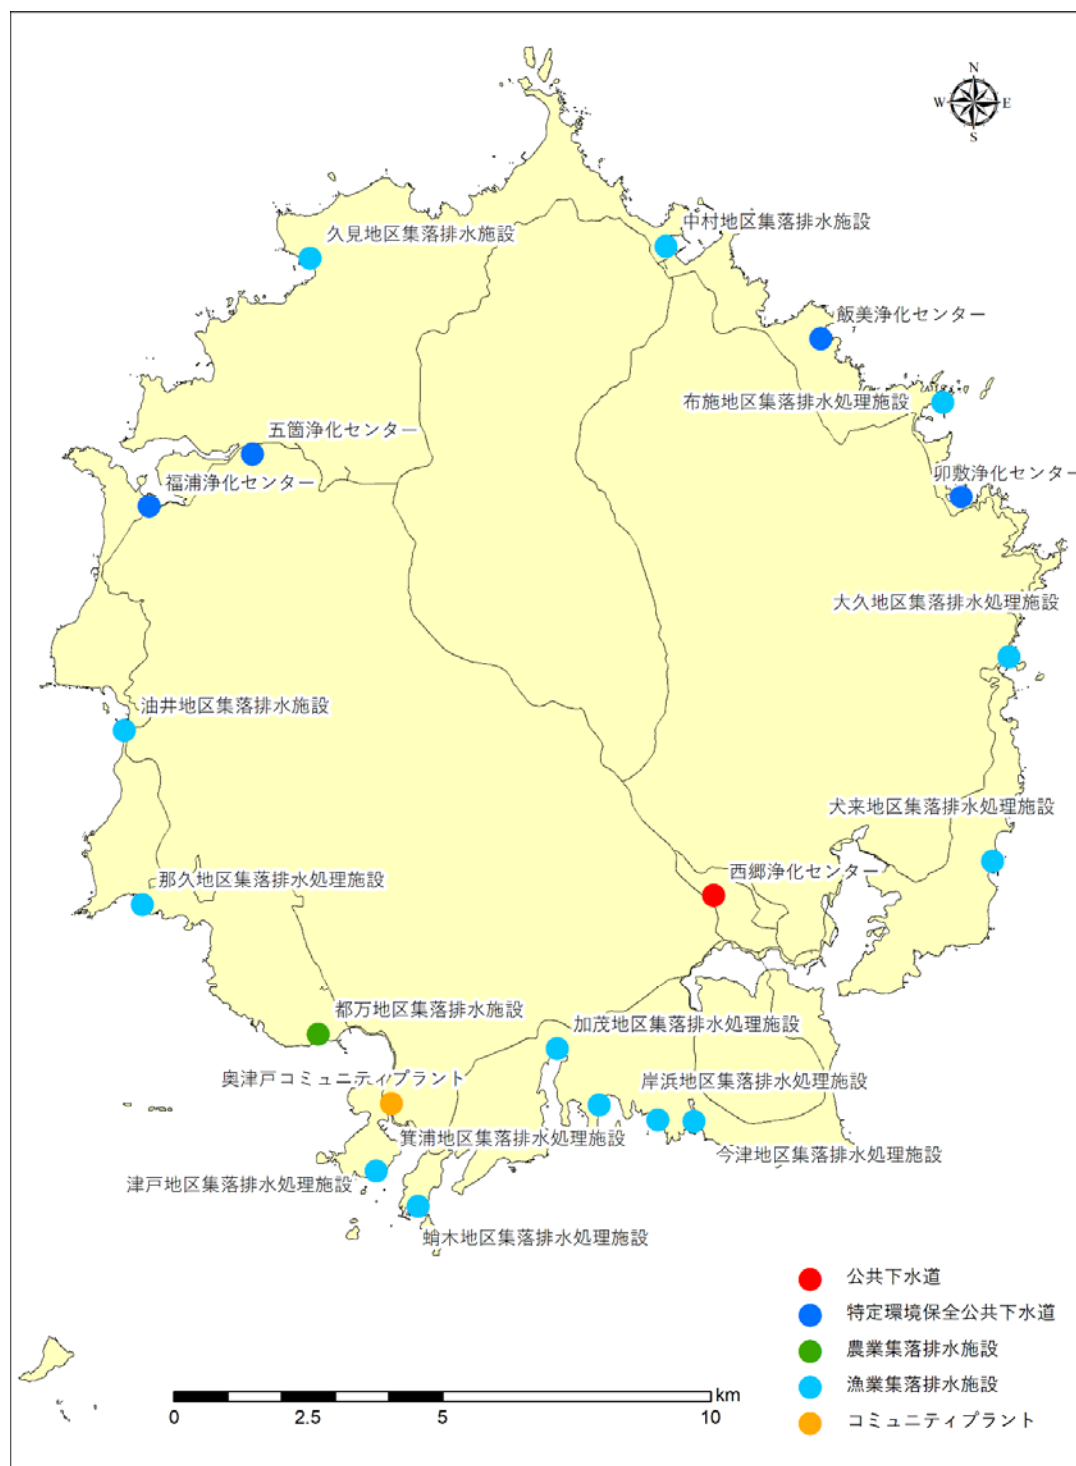 N
W E
S
中村地区集落排水施設
久見地区集落排水施設
飯美浄化センター
布施地区集落排水処理施設
五箇浄化センター
卯敷浄化センター
福浦浄化センター
大久地区集落排水処理施設
油井地区集落排水施設
犬来地区集落排水処理施設
西郷浄化センター
那久地区集落排水処理施設
都万地区集落排水施設
加茂地区集落排水処理施設
奥津戸コミュニティプラント
岸浜地区集落排水処理施設
箕浦地区集落排水処理施設
今津地区集落排水処理施設
津戸地区集落排水処理施設
蛸木地区集落排水処理施設
公共下水道
特定環境保全公共下水道
農業集落排水施設
漁業集落排水施設
コミュニティプラント
km
0 2.5 5 10